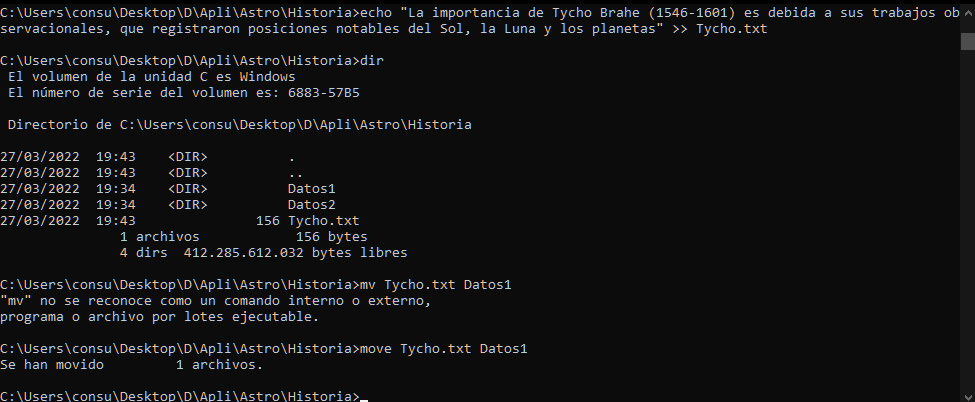 C:\Users\consu\Desktop\D\Apli\Astro\Historia>echo "La importancia de Tycho Brahe (1546-1601) es debida a sus trabajos ob
servacionales, que registraron posiciones notables del Sol, la Luna y los planetas" >> Tycho.txt
C:\Users\consu\Desktop\D\Apli\Astro\Historia>dir
El volumen de la unidad C es Windows
El número de serie del volumen es: 6883-57B5
Directorio de C:\Users\consu\Desktop\D\Apli\Astro\Historia
27/03/2022  19:43    <DIR>          .
27/03/2022  19:43    <DIR>          ..
27/03/2022  19:34    <DIR>          Datos1
27/03/2022  19:34    <DIR>          Datos2
27/03/2022  19:43               156 Tycho.txt
1 archivos            156 bytes
4 dirs  412.285.612.032 bytes libres
C:\Users\consu\Desktop\D\Apli\Astro\Historia>mv Tycho.txt Datos1
"mv" no se reconoce como un comando interno o externo,
programa o archivo por lotes ejecutable.
C:\Users\consu\Desktop\D\Apli\Astro\Historia>move Tycho.txt Datos1
Se han movido         1 archivos.
C:\Users\consu\Desktop\D\Apli\Astro\Historia>